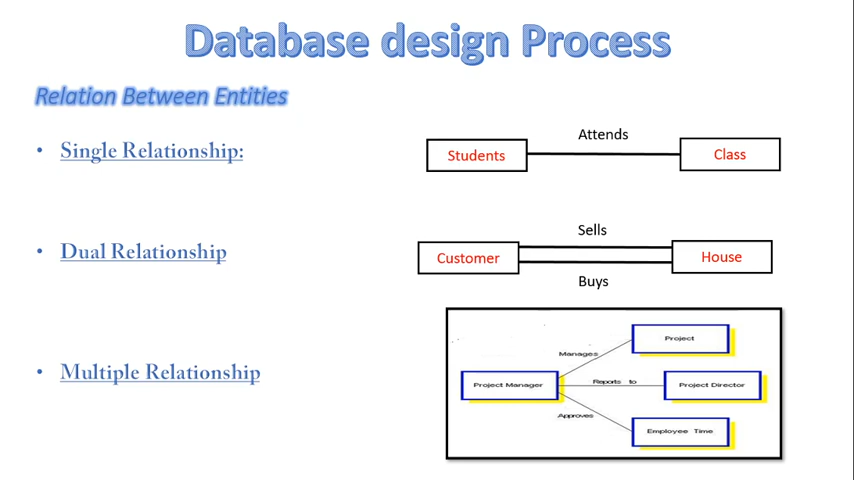 Database design Process
Relation Between Entities
• Single Relationship:
Attends
Students
Class
• Dual Relationship
Sells
Customer
House
Buys
• Multiple Relationship
Project
Manages
Project Manager
Reports to
Project Director
Approves
Employee Time